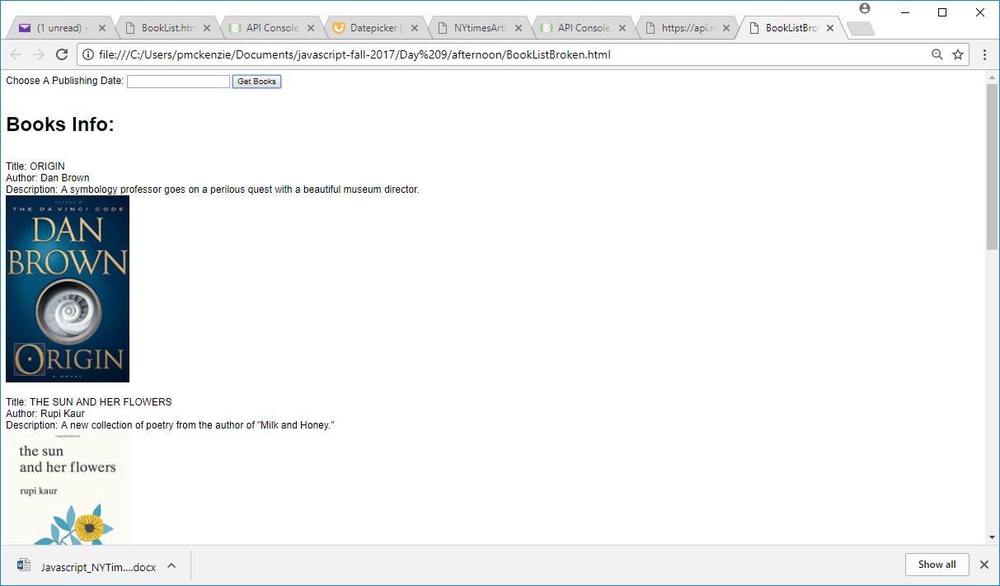 (1 unread) -
BookList.htm
API Console
Datepicker |
NYtimesArti
API Console
https://api.n
BookListBro
file:///C:/Users/pmckenzie/Documents/javascript-fall-2017/Day%209/afternoon/BookListBroken.html
Choose A Publishing Date: Get Books
Books Info:
Title: ORIGIN
Author: Dan Brown
Description: A symbology professor goes on a perilous quest with a beautiful museum director.
AUTHOR of
THE DA VINCI CODE
DAN
BROWN
ORIGIN
A NOVEL
Title: THE SUN AND HER FLOWERS
Author: Rupi Kaur
Description: A new collection of poetry from the author of "Milk and Honey."
the sun
and her flowers
rupi kaur
Javascript_NYTim....docx
Show all